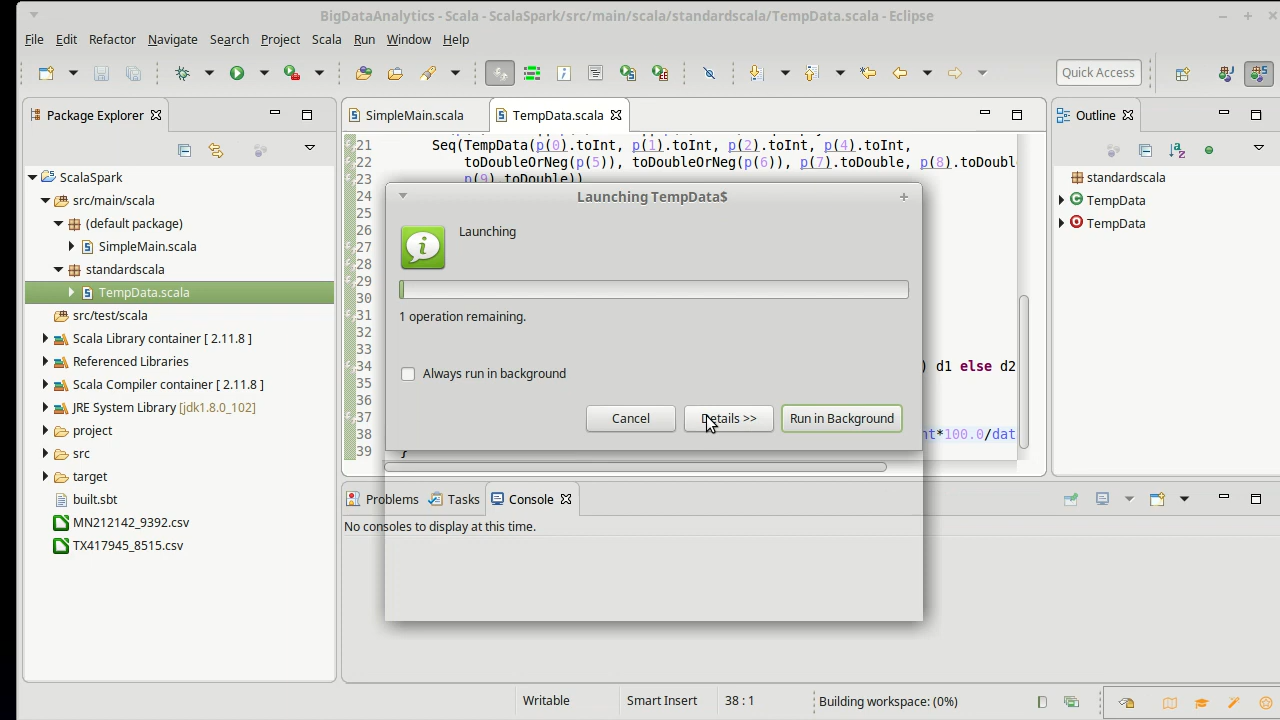 BigDataAnalytics - Scala - ScalaSpark/src/main/scala/standardscala/TempData.scala - Eclipse
File Edit Refactor Navigate Search Project Scala Run Window Help
Quick Access
Package Explorer
ScalaSpark
src/main/scala
(default package)
SimpleMain.scala
standardscala
TempData.scala
src/test/scala
Scala Library container [ 2.11.8 ]
Referenced Libraries
Scala Compiler container [ 2.11.8 ]
JRE System Library [jdk1.8.0_102]
project
src
target
built.sbt
MN212142_9392.csv
TX417945_8515.csv
SimpleMain.scala TempData.scala
21 Seq(TempData(p(0).toInt, p(1).toInt, p(2).toInt, p(4).toInt,
22 toDoubleOrNeg(p(5)), toDoubleOrNeg(p(6)), p(7).toDouble, p(8).toDoubl
23 p(9).toDouble))
24
25
26
27
28
29
30
31
32
33
34 ) d1 else d2
35
36
37
38 nt*100.0/dat
39 }
Launching TempData$
Launching
1 operation remaining.
Always run in background
Cancel Details >> Run in Background
Outline
standardscala
TempData
TempData
Problems Tasks Console
No consoles to display at this time.
Writable Smart Insert 38 : 1 Building workspace: (0%)